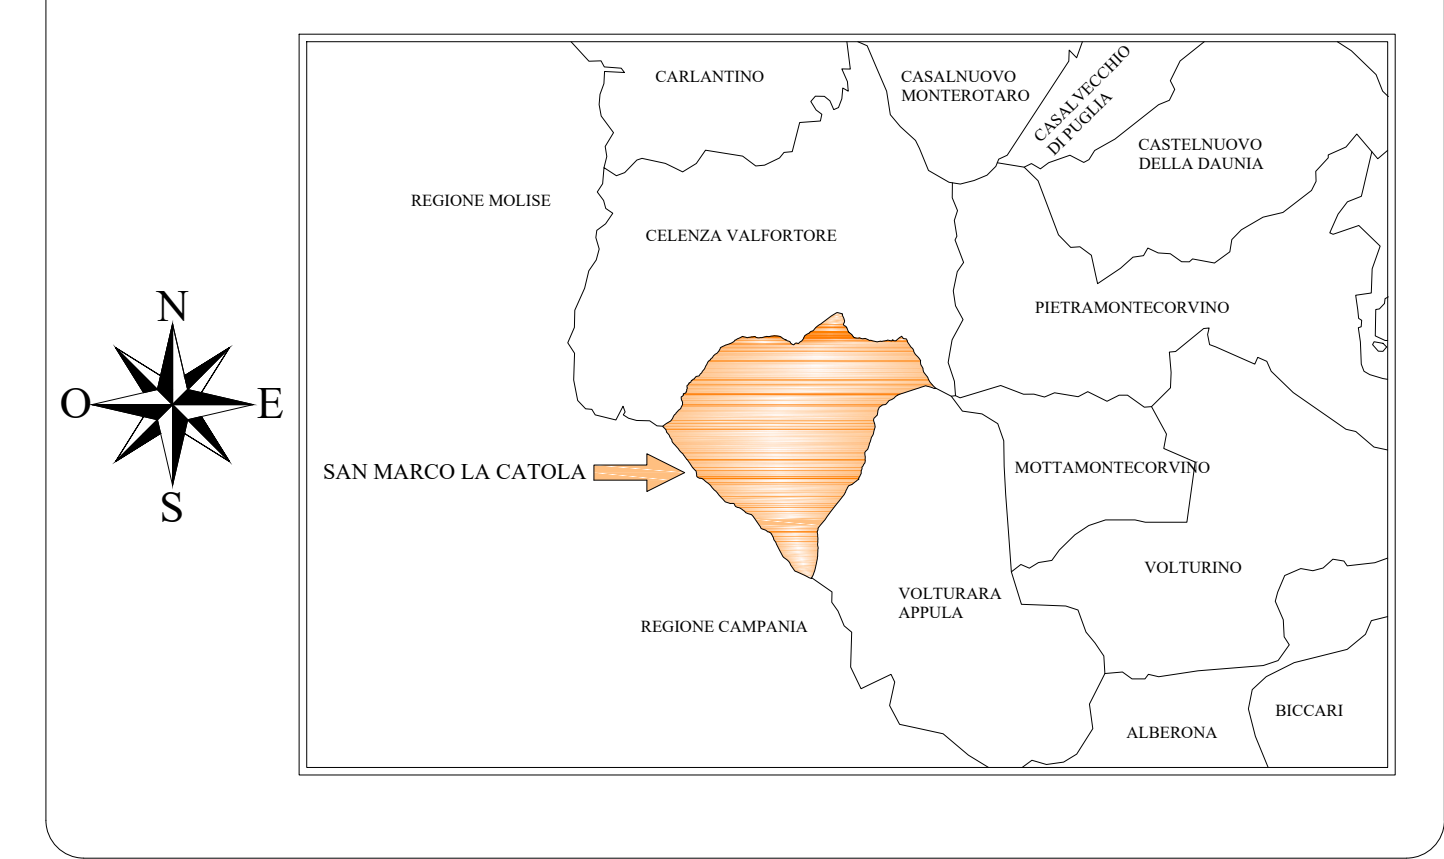 CARLANTINO
CASALNUOVO
MONTEROTARO
CASALVECCHIO
DI PUGLIA
CASTELNUOVO
DELLA DAUNIA
REGIONE MOLISE
CELENZA VALFORTORE
PIETRAMONTECORVINO
N
O
E
S
SAN MARCO LA CATOLA
MOTTAMONTECORVINO
VOLTURINO
VOLTURARA
APPULA
REGIONE CAMPANIA
BICCARI
ALBERONA